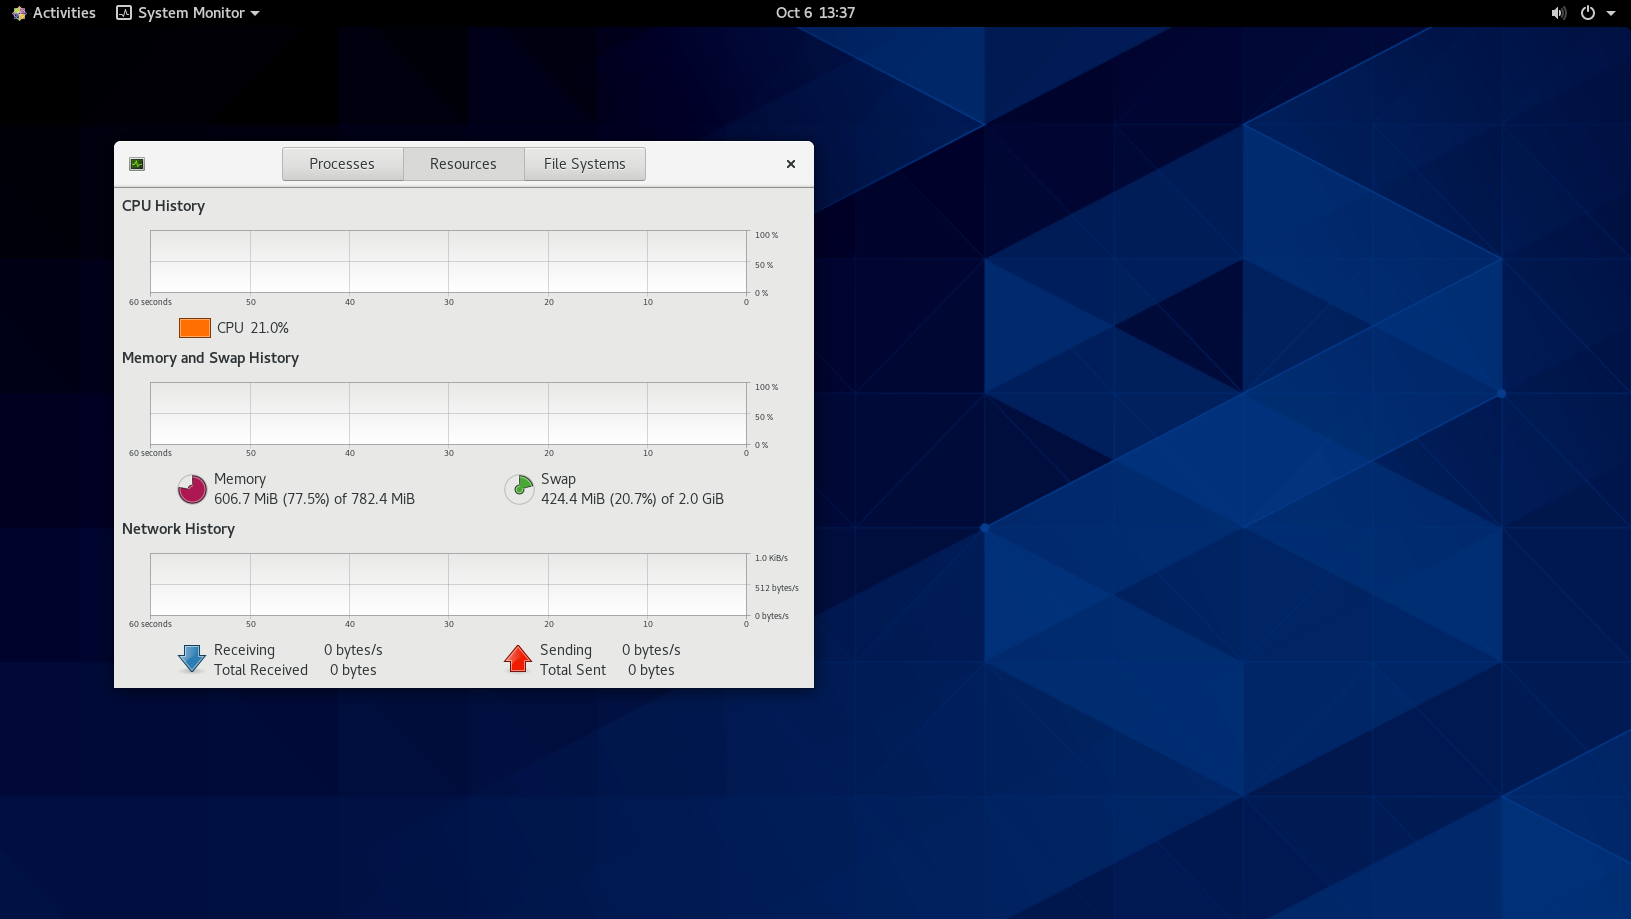 Activities System Monitor Oct 6 13:37
Processes Resources File Systems
CPU History
100 %
50 %
0 %
60 seconds 50 40 30 20 10 0
CPU 21.0%
Memory and Swap History
100 %
50 %
0 %
60 seconds 50 40 30 20 10 0
Memory Swap
606.7 MiB (77.5%) of 782.4 MiB 424.4 MiB (20.7%) of 2.0 GiB
Network History
1.0 KiB/s
512 bytes/s
0 bytes/s
60 seconds 50 40 30 20 10 0
Receiving 0 bytes/s Sending 0 bytes/s
Total Received 0 bytes Total Sent 0 bytes